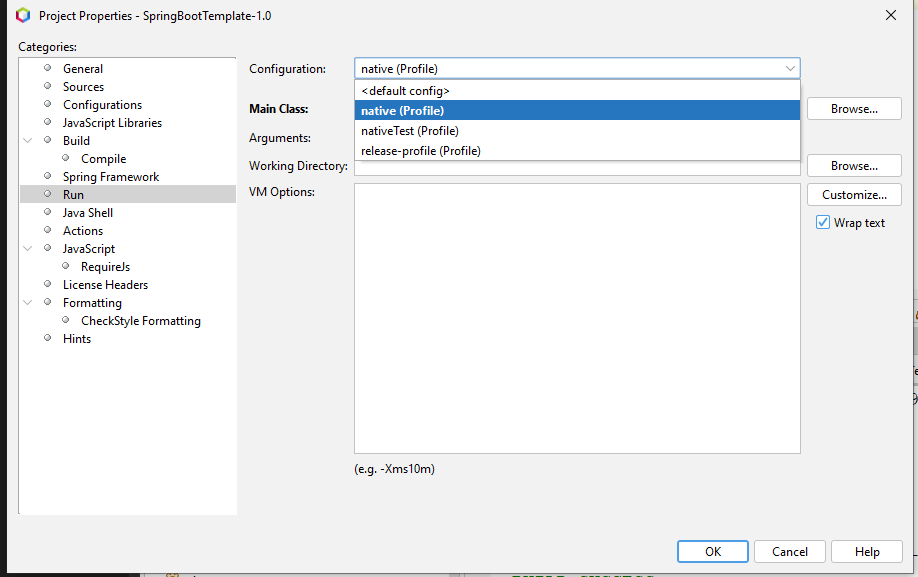 Project Properties - SpringBootTemplate-1.0
Categories:
General
Sources
Configurations
JavaScript Libraries
Build
Compile
Spring Framework
Run
Java Shell
Actions
JavaScript
RequireJs
License Headers
Formatting
CheckStyle Formatting
Hints
Configuration:
native (Profile)
<default config>
native (Profile)
nativeTest (Profile)
release-profile (Profile)
Main Class:
Browse...
Arguments:
Working Directory:
Browse...
VM Options:
Customize...
Wrap text
(e.g. -Xms10m)
OK
Cancel
Help